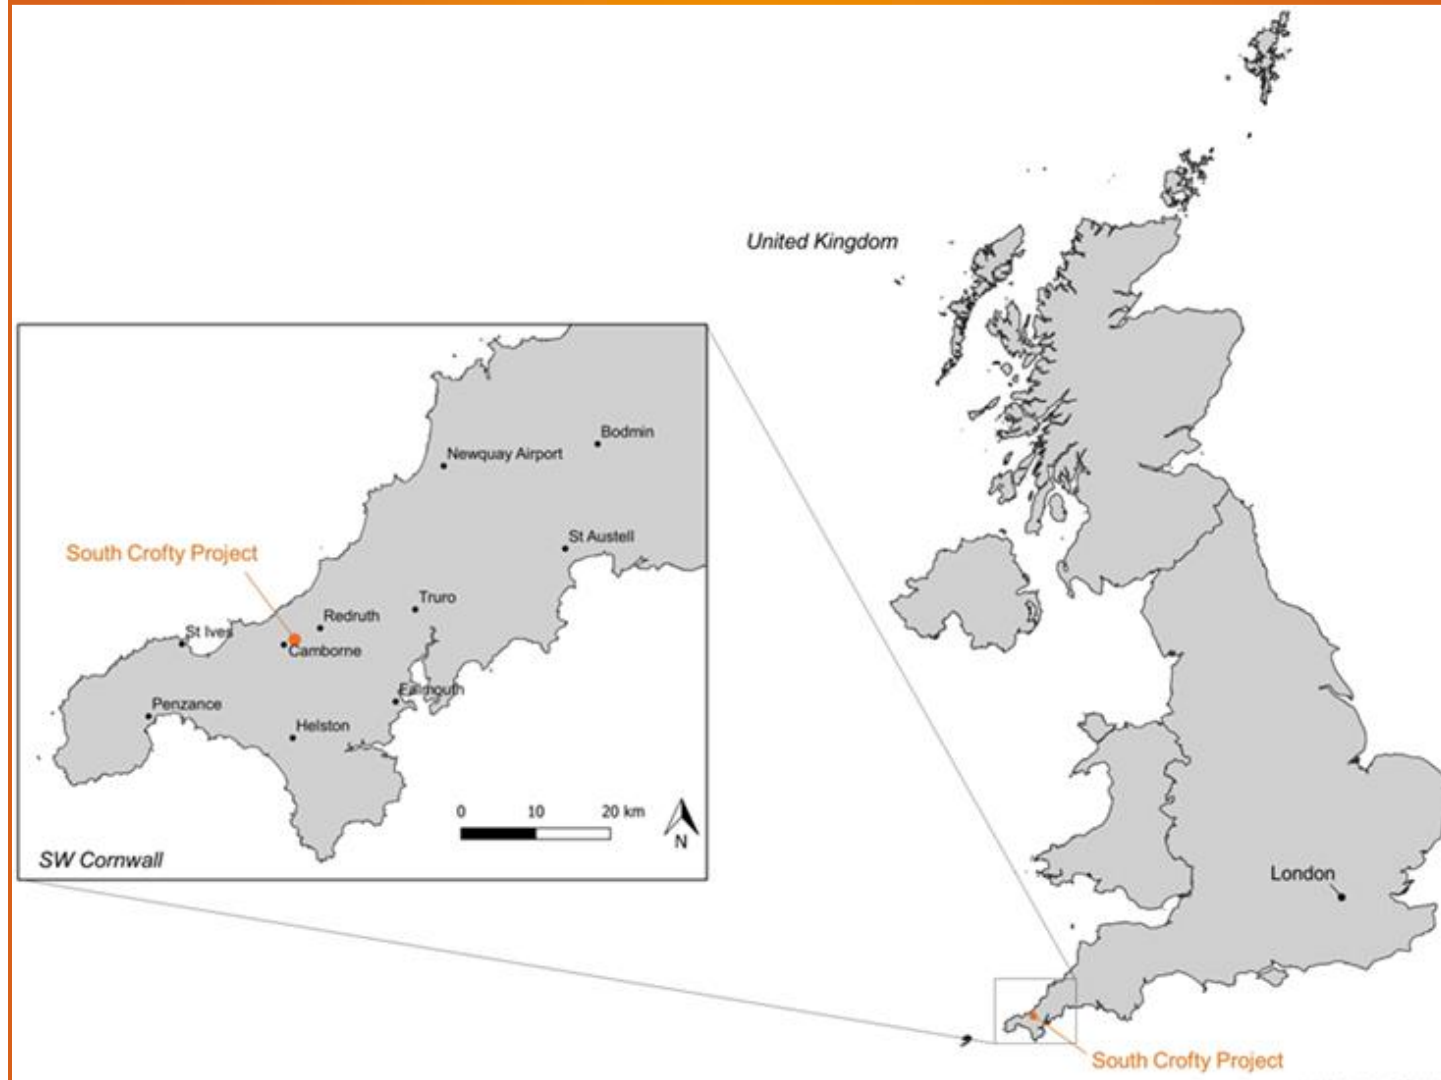 United Kingdom
Bodmin
Newquay Airport
St Austell
South Crofty Project
Truro
Redruth
St Ives
Camborne
Falmouth
Penzance
Helston
0 10 20 km
N
SW Cornwall
London
South Crofty Project